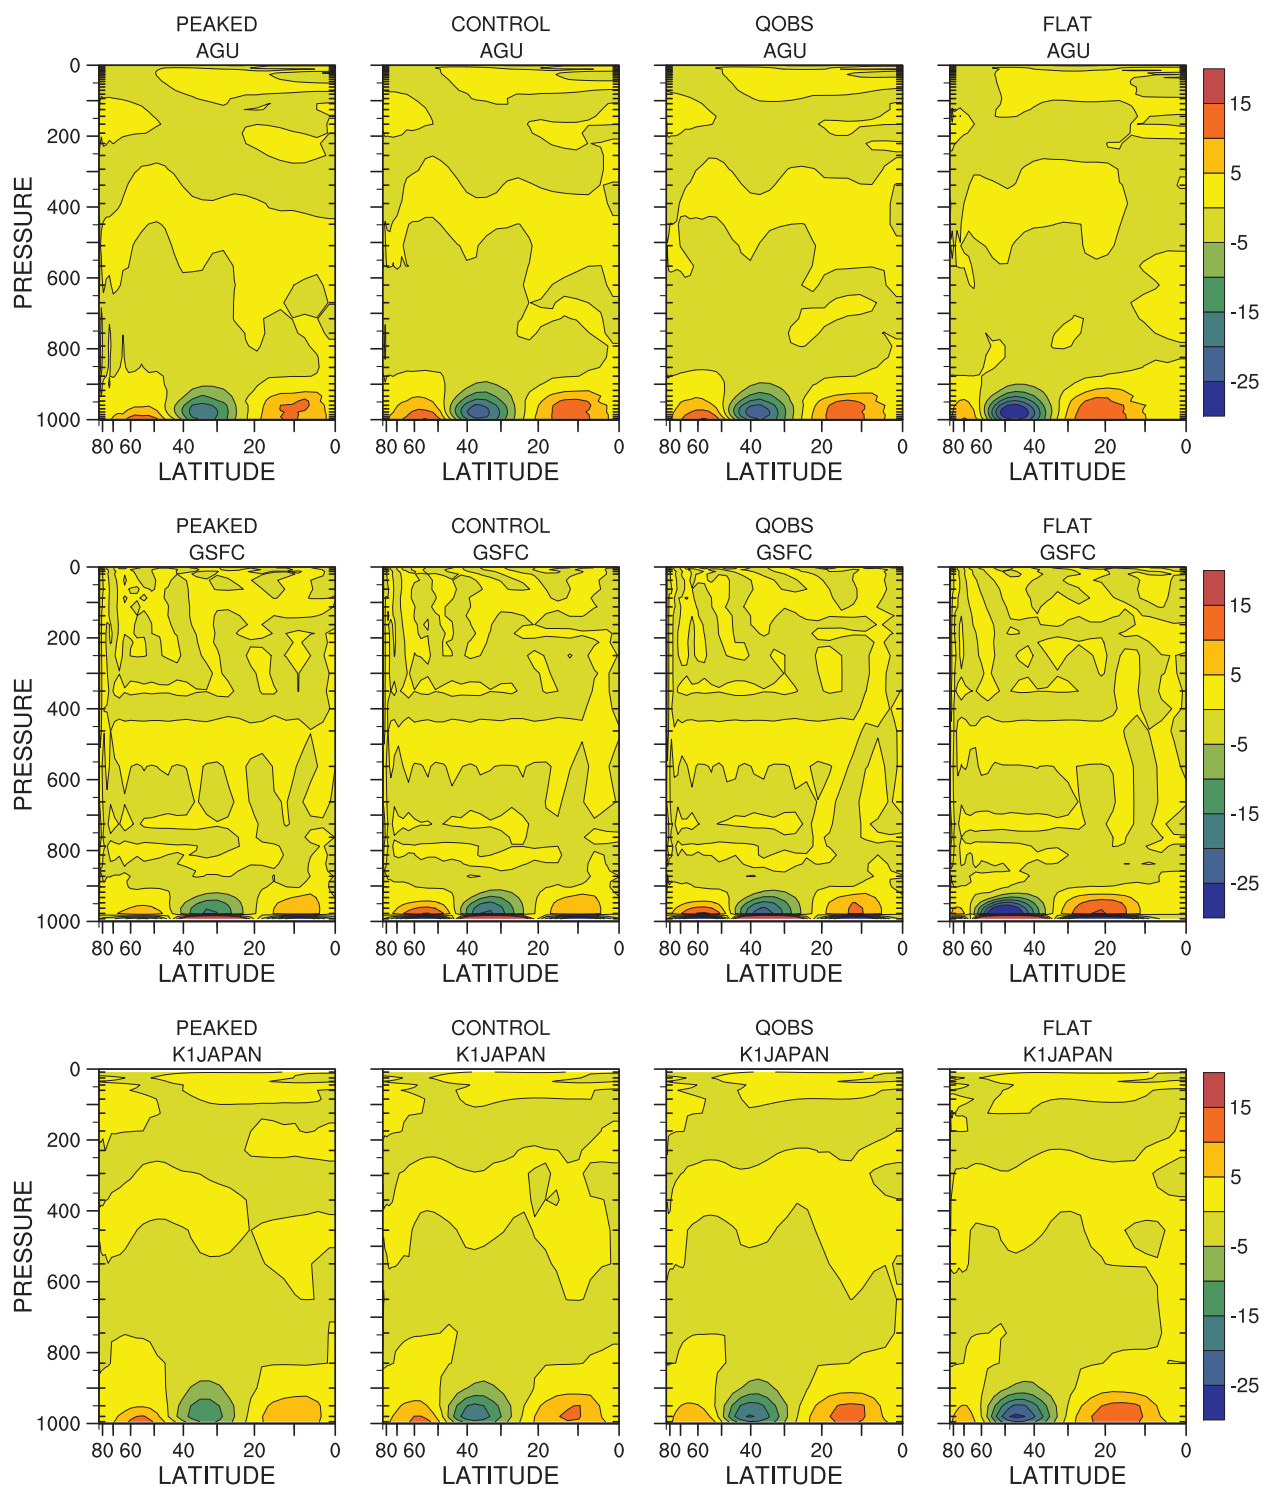 PEAKED CONTROL QOBS FLAT
AGU AGU AGU AGU
0
200
400
600
800
1000
PRESSURE
15
5
-5
-15
-25
80 60 40 20 0 80 60 40 20 0 80 60 40 20 0 80 60 40 20 0
LATITUDE LATITUDE LATITUDE LATITUDE
PEAKED CONTROL QOBS FLAT
GSFC GSFC GSFC GSFC
0
200
400
600
800
1000
PRESSURE
15
5
-5
-15
-25
80 60 40 20 0 80 60 40 20 0 80 60 40 20 0 80 60 40 20 0
LATITUDE LATITUDE LATITUDE LATITUDE
PEAKED CONTROL QOBS FLAT
K1JAPAN K1JAPAN K1JAPAN K1JAPAN
0
200
400
600
800
1000
PRESSURE
15
5
-5
-15
-25
80 60 40 20 0 80 60 40 20 0 80 60 40 20 0 80 60 40 20 0
LATITUDE LATITUDE LATITUDE LATITUDE